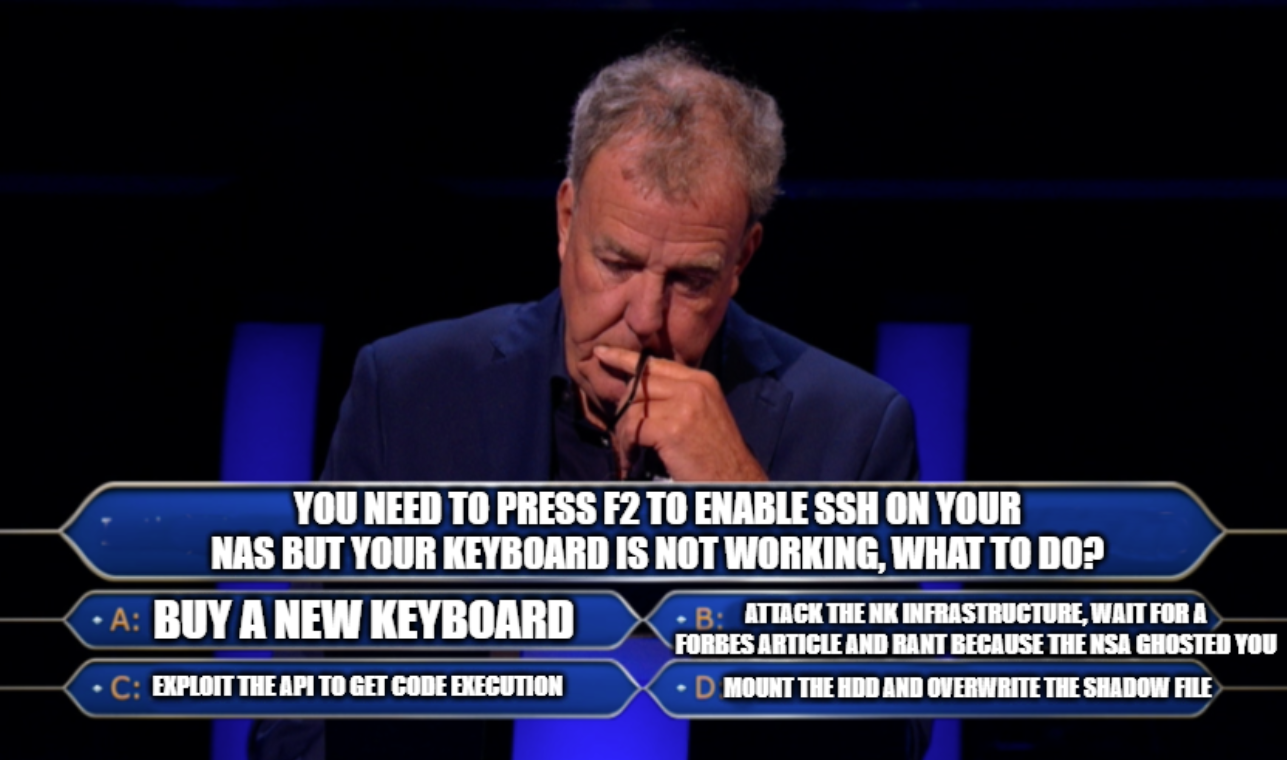 YOU NEED TO PRESS F2 TO ENABLE SSH ON YOUR
NAS BUT YOUR KEYBOARD IS NOT WORKING, WHAT TO DO?
A: BUY A NEW KEYBOARD
B: ATTACK THE NK INFRASTRUCTURE, WAIT FOR A
FORBES ARTICLE AND RANT BECAUSE THE NSA GHOSTED YOU
C: EXPLOIT THE API TO GET CODE EXECUTION
D: MOUNT THE HDD AND OVERWRITE THE SHADOW FILE